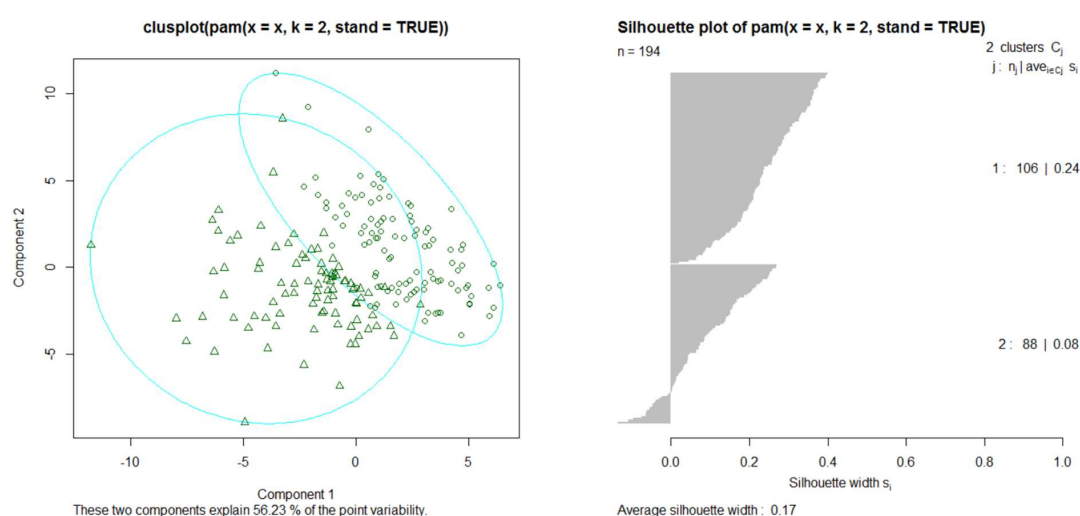 clusplot(pam(x = x, k = 2, stand = TRUE))
Component 2
10
5
0
-5
-10
-5
0
5
Component 1
These two components explain 56.23 % of the point variability.
Silhouette plot of pam(x = x, k = 2, stand = TRUE)
n = 194
2 clusters Cj
j : nj | avei∈Cj si
1 : 106 | 0.24
2 : 88 | 0.08
0.0
0.2
0.4
0.6
0.8
1.0
Silhouette width si
Average silhouette width : 0.17